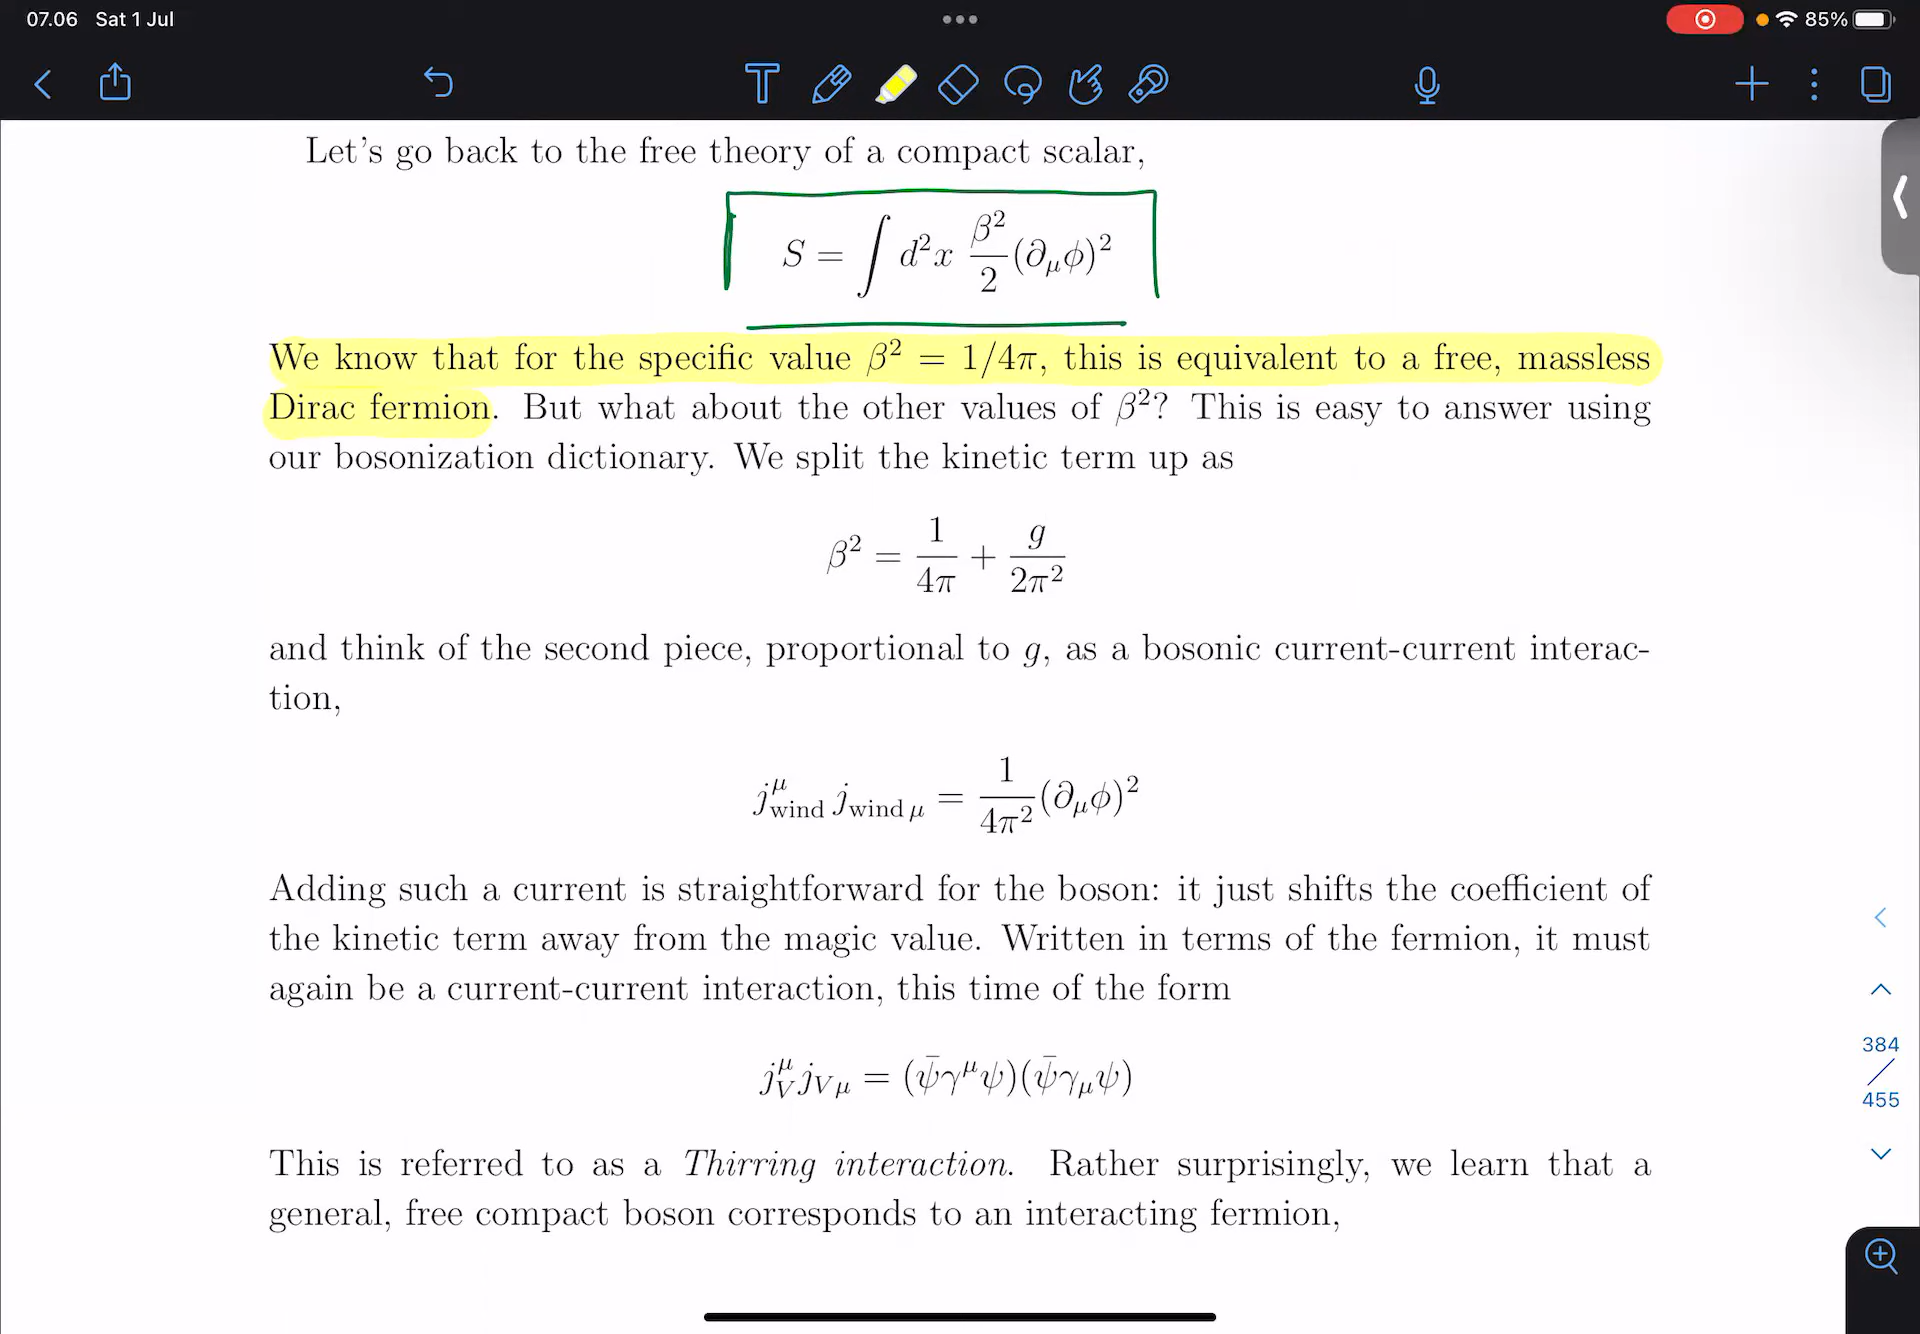 07.06 Sat 1 Jul
85%
Let's go back to the free theory of a compact scalar,
S = ∫ d²x β²/2 (∂_μϕ)²
We know that for the specific value β² = 1/4π, this is equivalent to a free, massless
Dirac fermion. But what about the other values of β²? This is easy to answer using
our bosonization dictionary. We split the kinetic term up as
β² = 1/4π + g/2π²
and think of the second piece, proportional to g, as a bosonic current-current interac-
tion,
j^μ_wind j_wind μ = 1/4π² (∂_μϕ)²
Adding such a current is straightforward for the boson: it just shifts the coefficient of
the kinetic term away from the magic value. Written in terms of the fermion, it must
again be a current-current interaction, this time of the form
j^μ_V j_V μ = (ψ̄γ^μψ)(ψ̄γ_μψ)
This is referred to as a Thirring interaction. Rather surprisingly, we learn that a
general, free compact boson corresponds to an interacting fermion,
384
/
455